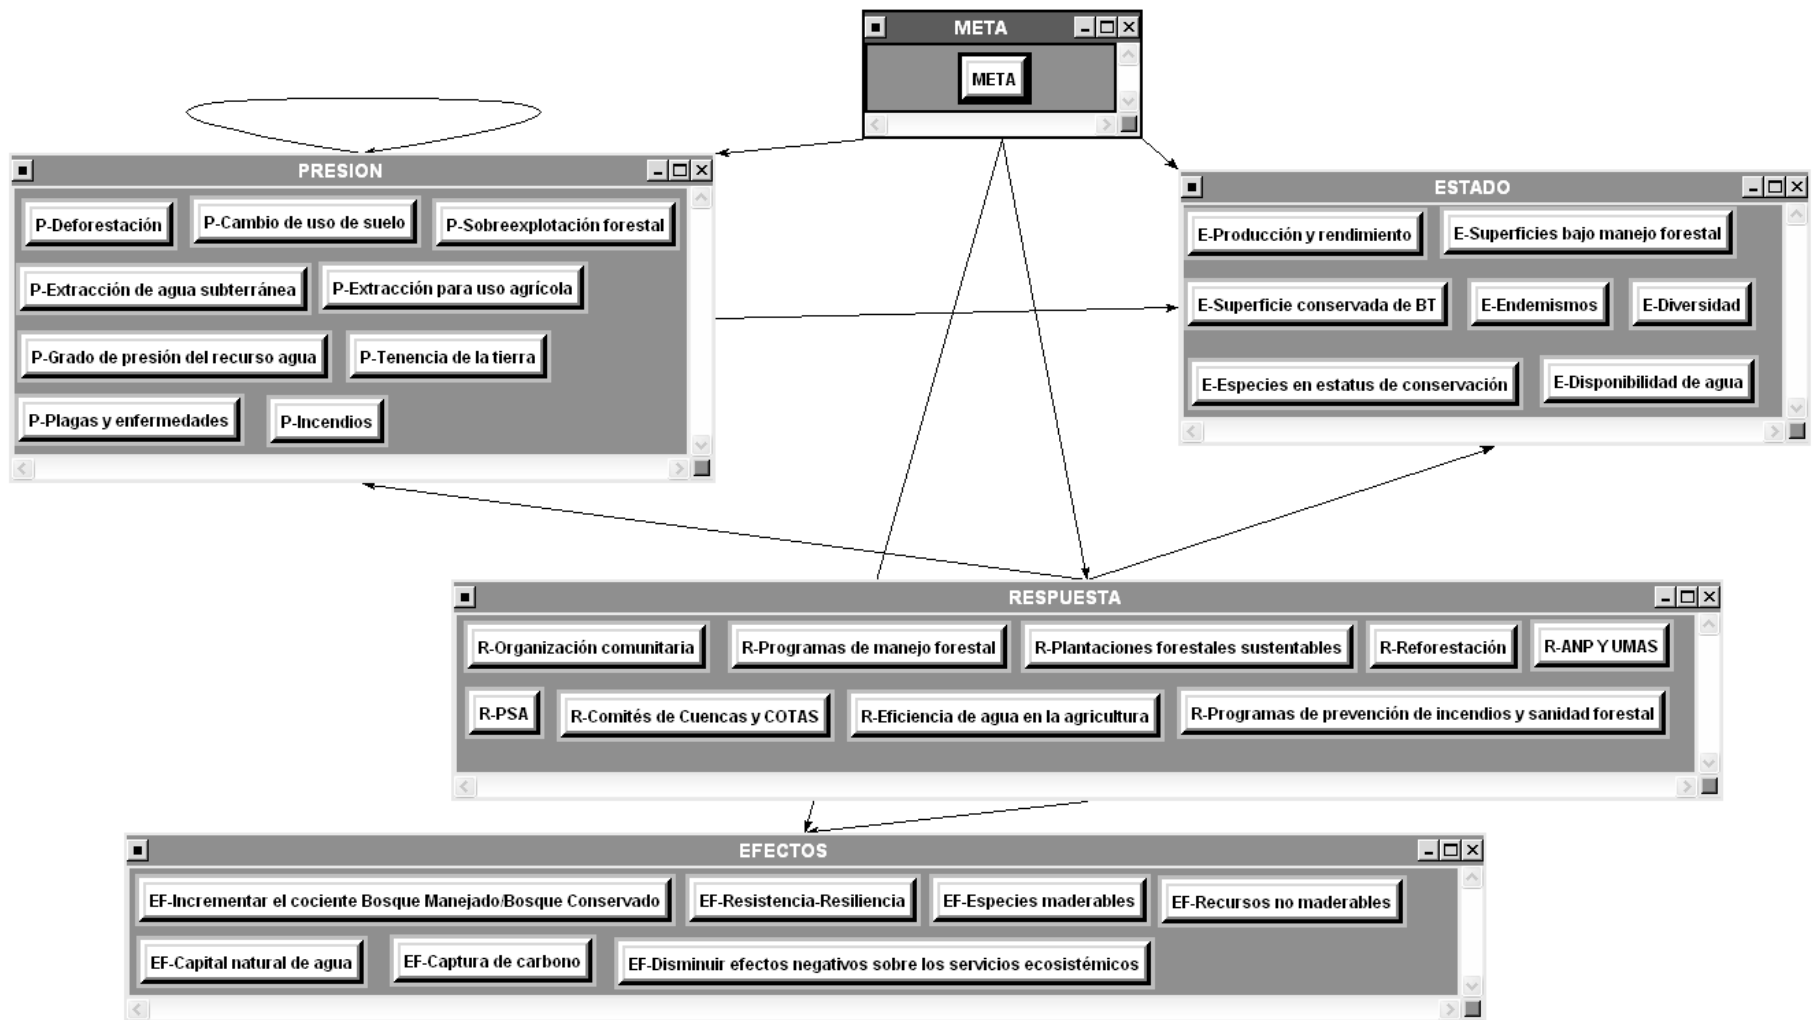 META
META
PRESION
P-Deforestación
P-Cambio de uso de suelo
P-Sobreexplotación forestal
P-Extracción de agua subterránea
P-Extracción para uso agrícola
P-Grado de presión del recurso agua
P-Tenencia de la tierra
P-Plagas y enfermedades
P-Incendios
ESTADO
E-Producción y rendimiento
E-Superficies bajo manejo forestal
E-Superficie conservada de BT
E-Endemismos
E-Diversidad
E-Especies en estatus de conservación
E-Disponibilidad de agua
RESPUESTA
R-Organización comunitaria
R-Programas de manejo forestal
R-Plantaciones forestales sustentables
R-Reforestación
R-ANP Y UMAS
R-PSA
R-Comités de Cuencas y COTAS
R-Eficiencia de agua en la agricultura
R-Programas de prevención de incendios y sanidad forestal
EFECTOS
EF-Incrementar el cociente Bosque Manejado/Bosque Conservado
EF-Resistencia-Resiliencia
EF-Especies maderables
EF-Recursos no maderables
EF-Capital natural de agua
EF-Captura de carbono
EF-Disminuir efectos negativos sobre los servicios ecosistémicos